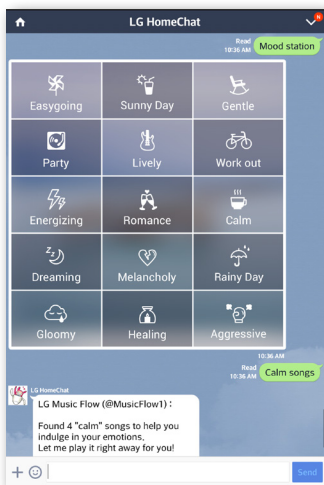 LG HomeChat
N
Read
10:36 AM
Mood station
Easygoing
Sunny Day
Gentle
Party
Lively
Work out
Energizing
Romance
Calm
Z z z
Dreaming
Melancholy
Rainy Day
Gloomy
Healing
Aggressive
10:36 AM
Read
10:36 AM
Calm songs
LG HomeChat
LG Music Flow (@MusicFlow1) :
Found 4 "calm" songs to help you
indulge in your emotions,
Let me play it right away for you!
Send